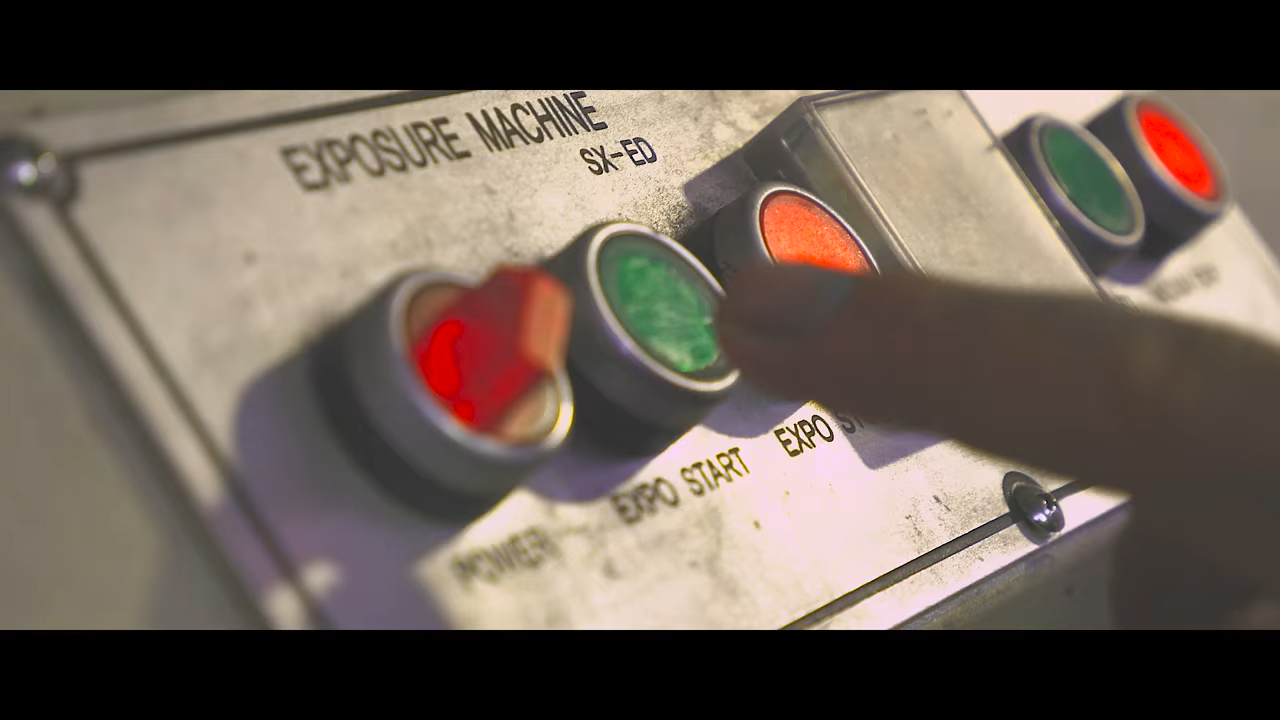 EXPOSURE MACHINE
SX-ED
POWER
EXPO START
EXPO